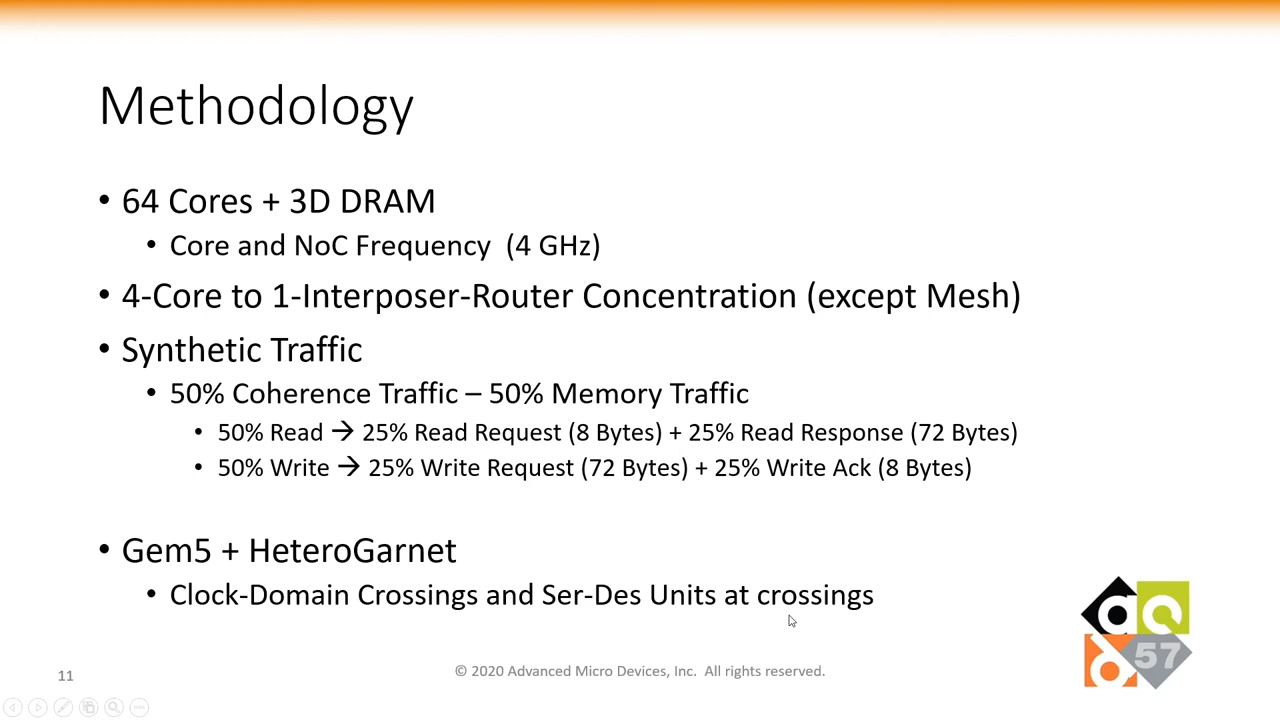 Methodology
• 64 Cores + 3D DRAM
• Core and NoC Frequency (4 GHz)
• 4-Core to 1-Interposer-Router Concentration (except Mesh)
• Synthetic Traffic
• 50% Coherence Traffic – 50% Memory Traffic
• 50% Read → 25% Read Request (8 Bytes) + 25% Read Response (72 Bytes)
• 50% Write → 25% Write Request (72 Bytes) + 25% Write Ack (8 Bytes)
• Gem5 + HeteroGarnet
• Clock-Domain Crossings and Ser-Des Units at crossings
57
11
© 2020 Advanced Micro Devices, Inc. All rights reserved.